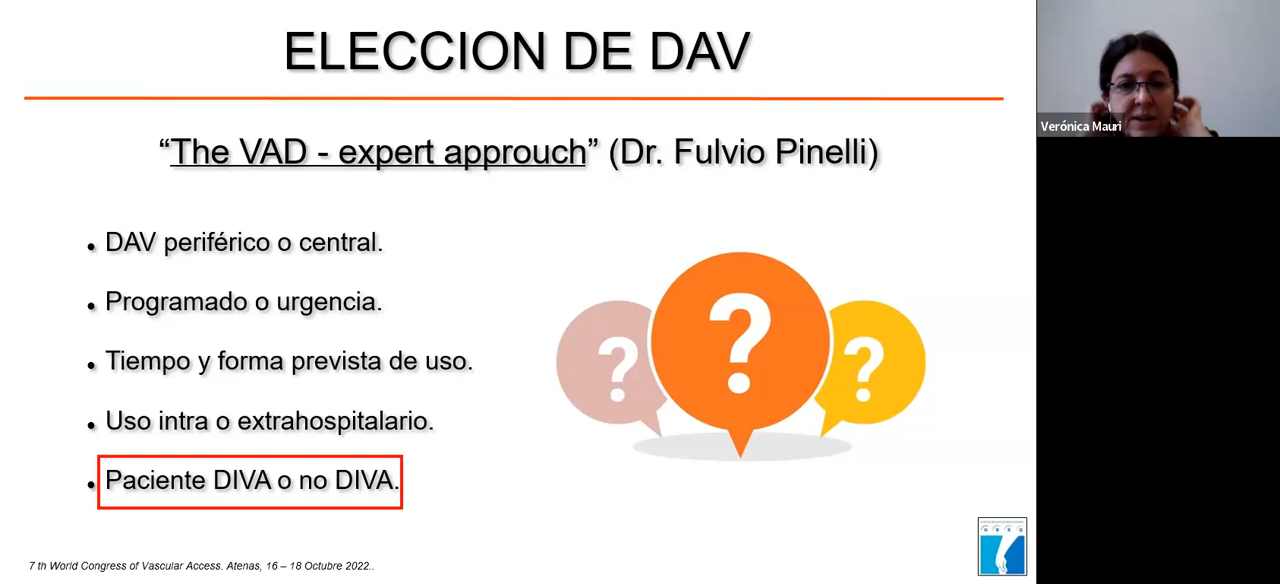 ELECCION DE DAV
“The VAD - expert approuch” (Dr. Fulvio Pinelli)
• DAV periférico o central.
• Programado o urgencia.
• Tiempo y forma prevista de uso.
• Uso intra o extrahospitalario.
• Paciente DIVA o no DIVA.
? ? ?
7 th World Congress of Vascular Access. Atenas, 16 – 18 Octubre 2022..
Verónica Mauri